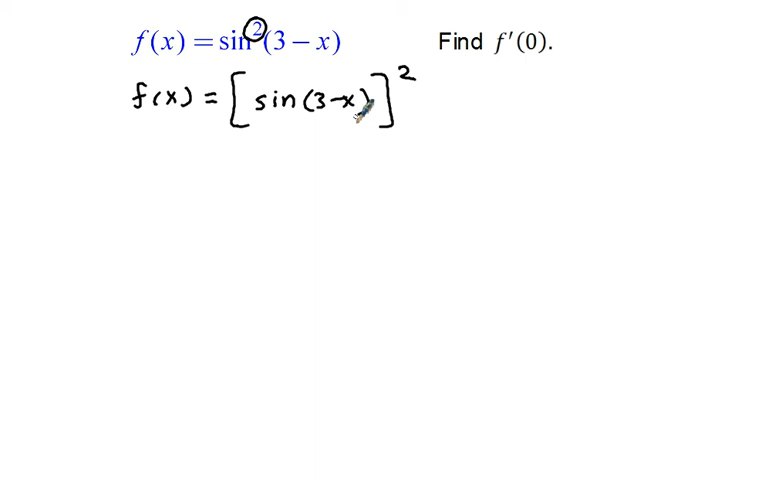 f(x) = sin²(3 − x) Find f′(0).
f(x) = [sin(3-x)]²